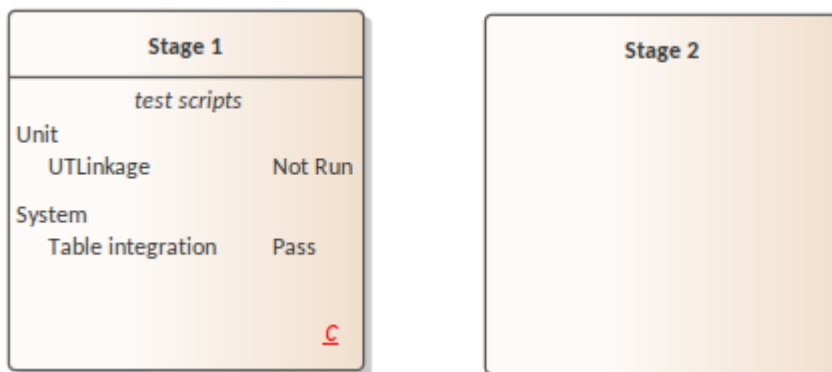 Stage 1
test scripts
Unit
UTLinkage Not Run
System
Table integration Pass
C
Stage 2